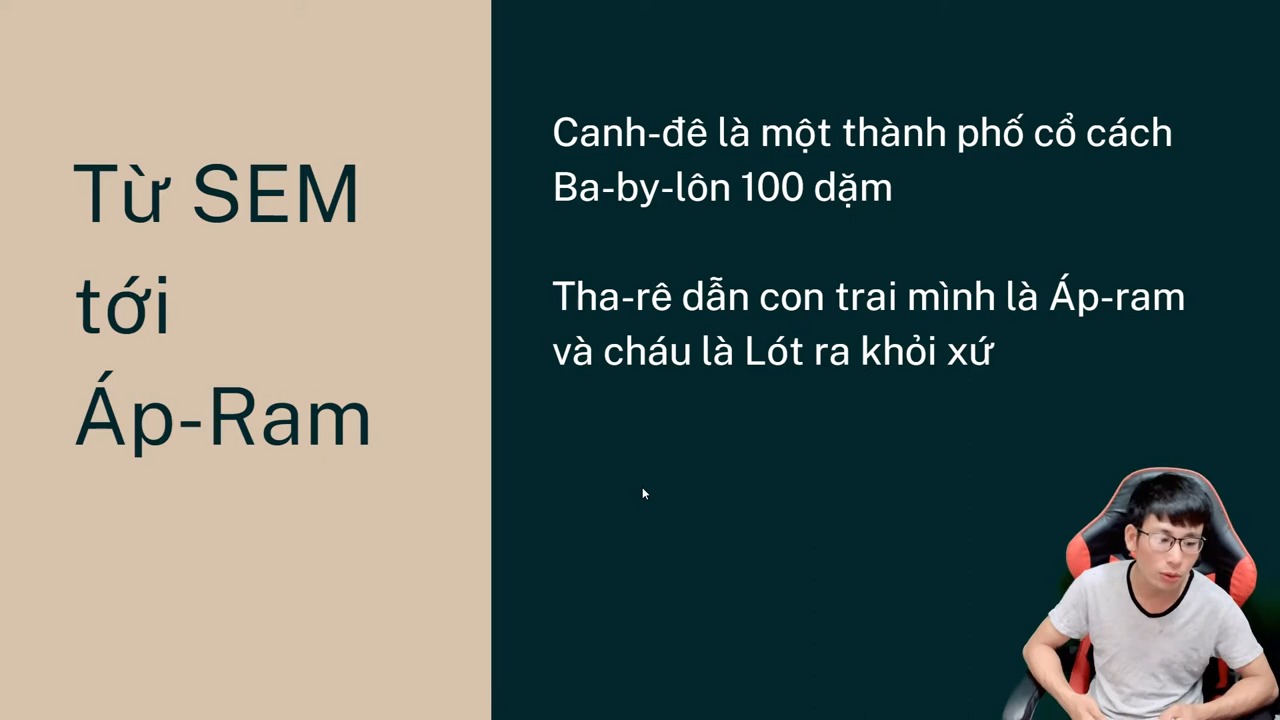 Từ SEM
tới
Áp-Ram
Canh-đê là một thành phố cổ cách
Ba-by-lôn 100 dặm
Tha-rê dẫn con trai mình là Áp-ram
và cháu là Lót ra khỏi xứ